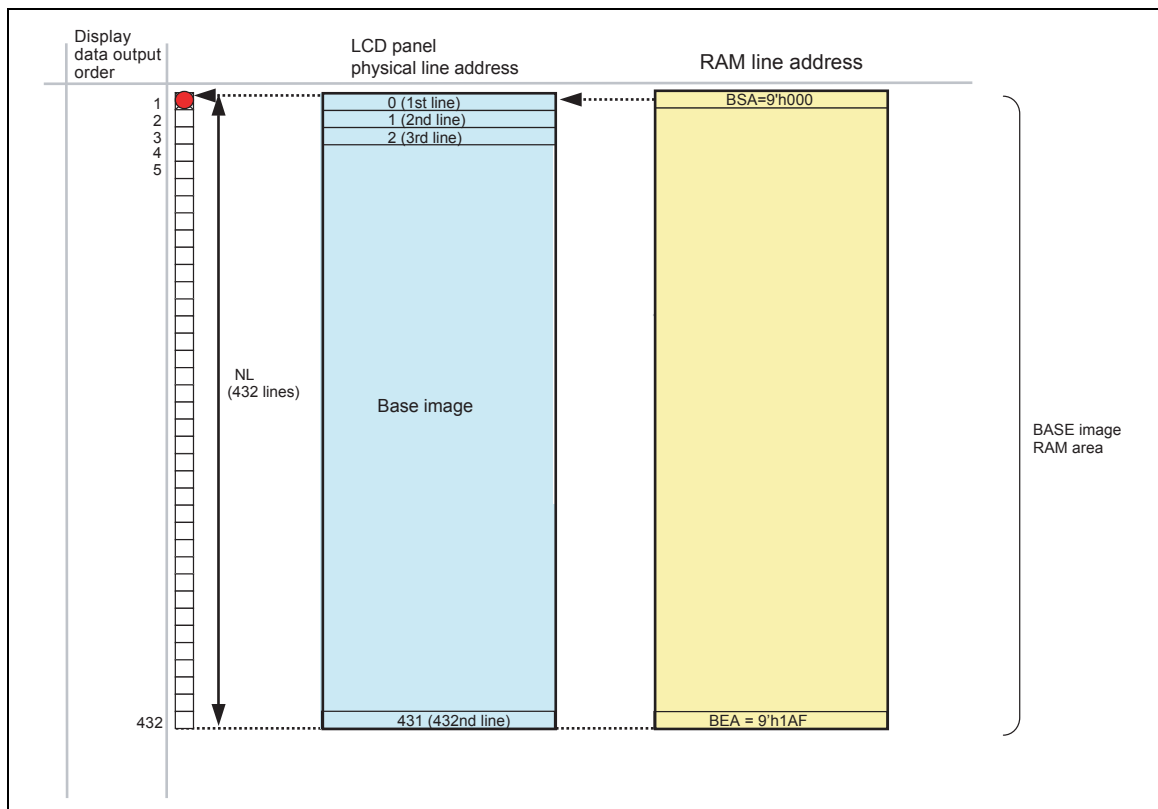 Display
data output
order
LCD panel
physical line address
RAM line address
1
2
3
4
5
0 (1st line)
1 (2nd line)
2 (3rd line)
BSA=9'h000
NL
(432 lines)
Base image
BASE image
RAM area
432
431 (432nd line)
BEA = 9'h1AF